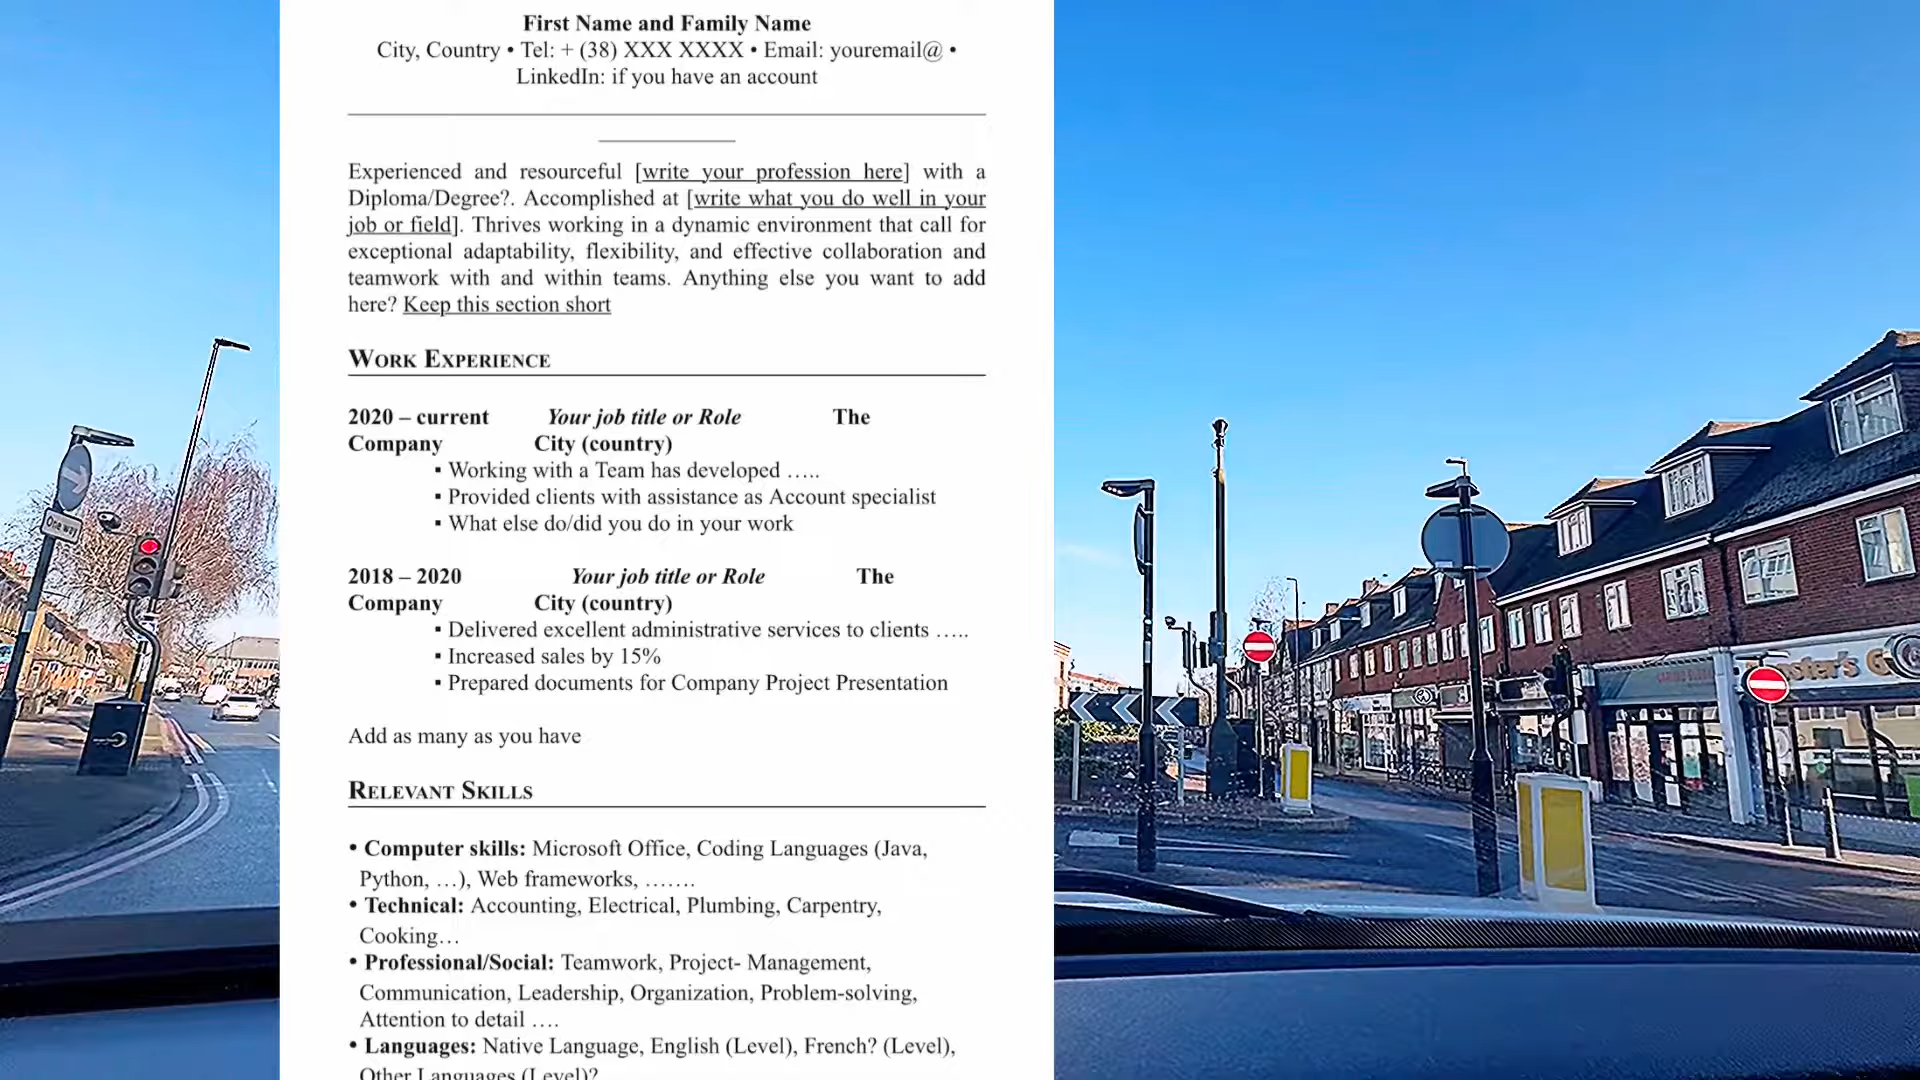 First Name and Family Name
City, Country • Tel: + (38) XXX XXXX • Email: youremail@ •
LinkedIn: if you have an account
Experienced and resourceful [write your profession here] with a
Diploma/Degree?. Accomplished at [write what you do well in your
job or field]. Thrives working in a dynamic environment that call for
exceptional adaptability, flexibility, and effective collaboration and
teamwork with and within teams. Anything else you want to add
here? Keep this section short
WORK EXPERIENCE
2020 – current Your job title or Role The
Company City (country)
▪ Working with a Team has developed …..
▪ Provided clients with assistance as Account specialist
▪ What else do/did you do in your work
2018 – 2020 Your job title or Role The
Company City (country)
▪ Delivered excellent administrative services to clients …..
▪ Increased sales by 15%
▪ Prepared documents for Company Project Presentation
Add as many as you have
RELEVANT SKILLS
• Computer skills: Microsoft Office, Coding Languages (Java,
Python, …), Web frameworks, …….
• Technical: Accounting, Electrical, Plumbing, Carpentry,
Cooking…
• Professional/Social: Teamwork, Project- Management,
Communication, Leadership, Organization, Problem-solving,
Attention to detail ….
• Languages: Native Language, English (Level), French? (Level),
Other Languages (Level)?
One way